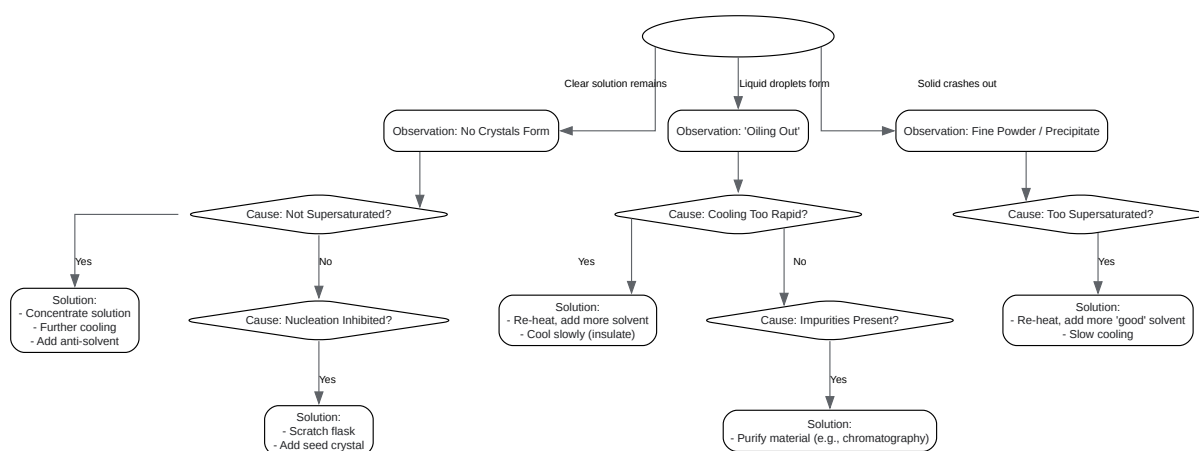 Clear solution remains
Liquid droplets form
Solid crashes out
Observation: No Crystals Form
Observation: 'Oiling Out'
Observation: Fine Powder / Precipitate
Cause: Not Supersaturated?
Cause: Cooling Too Rapid?
Cause: Too Supersaturated?
Yes
No
Yes
No
Yes
Solution:
- Concentrate solution
- Further cooling
- Add anti-solvent
Cause: Nucleation Inhibited?
Solution:
- Re-heat, add more solvent
- Cool slowly (insulate)
Cause: Impurities Present?
Solution:
- Re-heat, add more 'good' solvent
- Slow cooling
Yes
Yes
Solution:
- Scratch flask
- Add seed crystal
Solution:
- Purify material (e.g., chromatography)